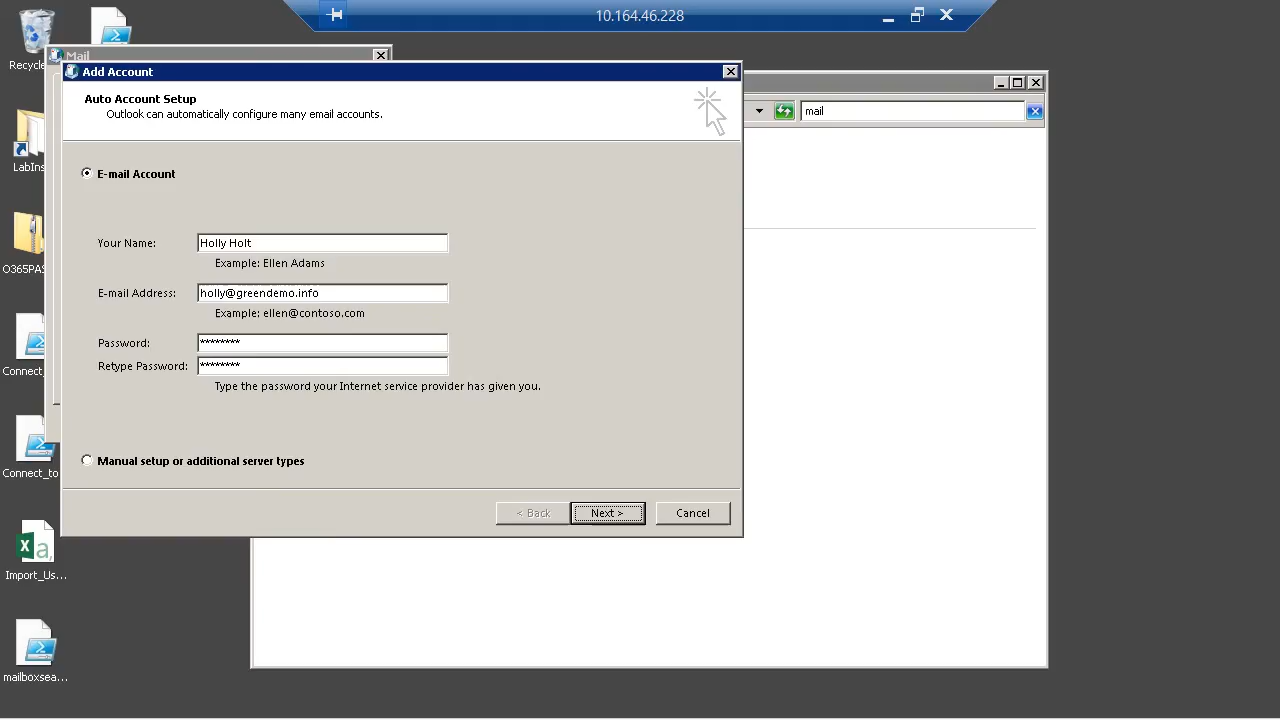 10.164.46.228
Recycle
Mail
Add Account
Auto Account Setup
Outlook can automatically configure many email accounts.
mail
E-mail Account
LabIns
Your Name:
Holly Holt
Example: Ellen Adams
O365PAS
E-mail Address:
holly@greendemo.info
Example: ellen@contoso.com
Password:
********
Retype Password:
********
Connect_
Type the password your Internet service provider has given you.
Manual setup or additional server types
Connect_to
< Back
Next >
Cancel
Import_Us...
mailboxsea...